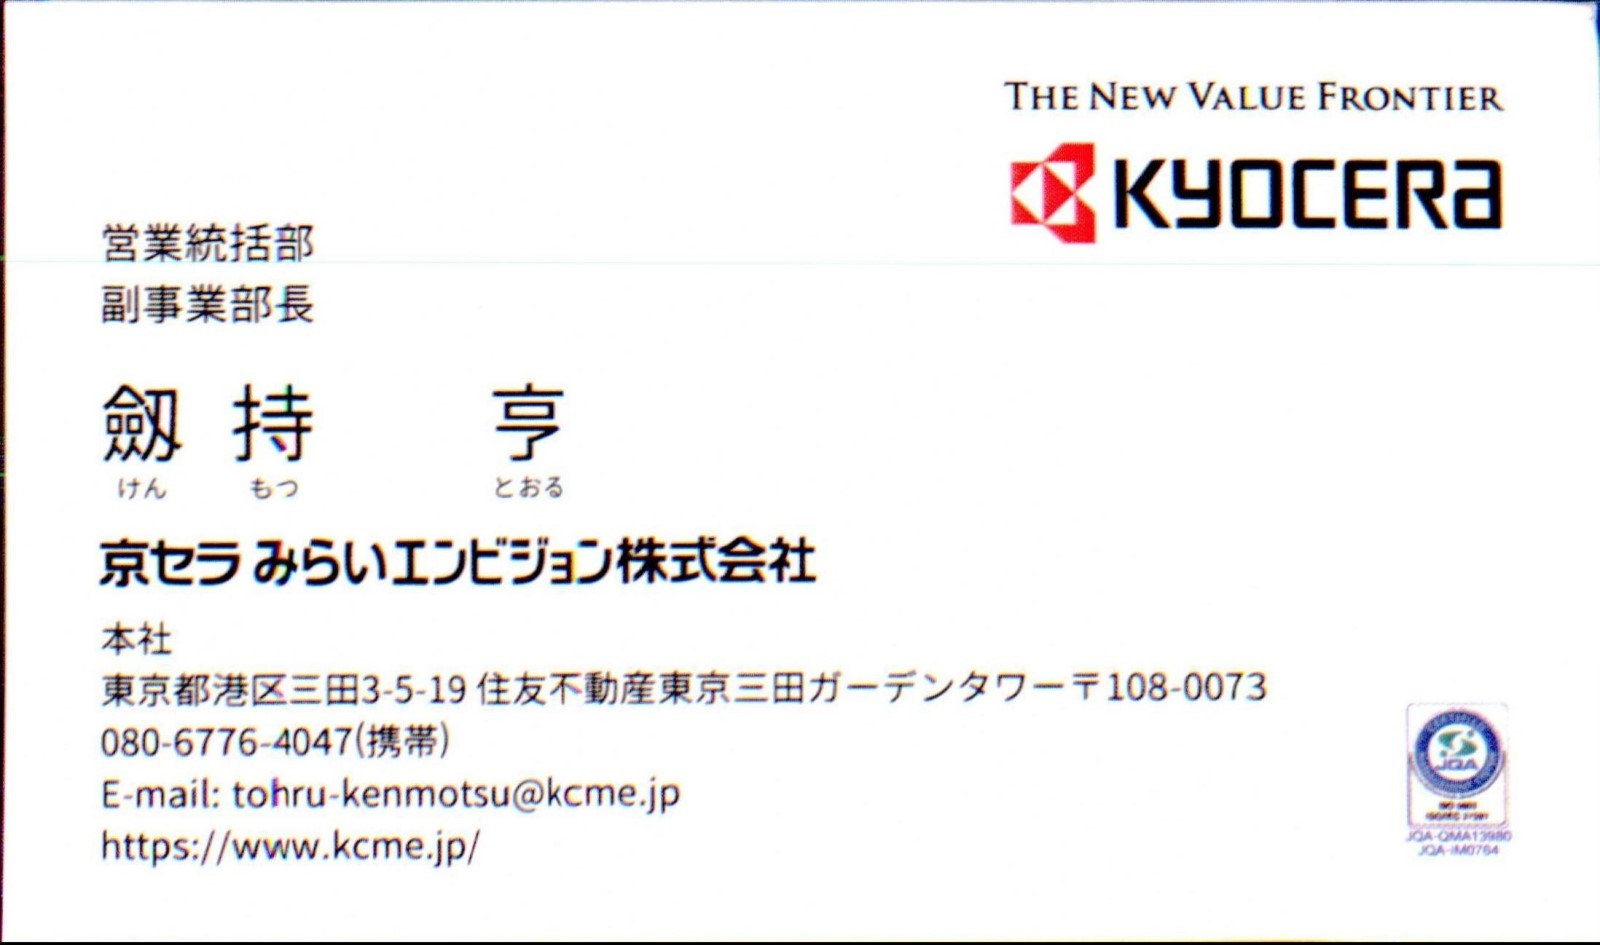 THE NEW VALUE FRONTIER
KYOCERA
営業統括部
副事業部長
劔持 亨
けん もつ とおる
京セラ みらいエンビジョン株式会社
本社
東京都港区三田3-5-19 住友不動産東京三田ガーデンタワー〒108-0073
080-6776-4047(携帯)
E-mail: tohru-kenmotsu@kcme.jp
https://www.kcme.jp/
JQA
JQA-QMA13980
JQA-IM0764